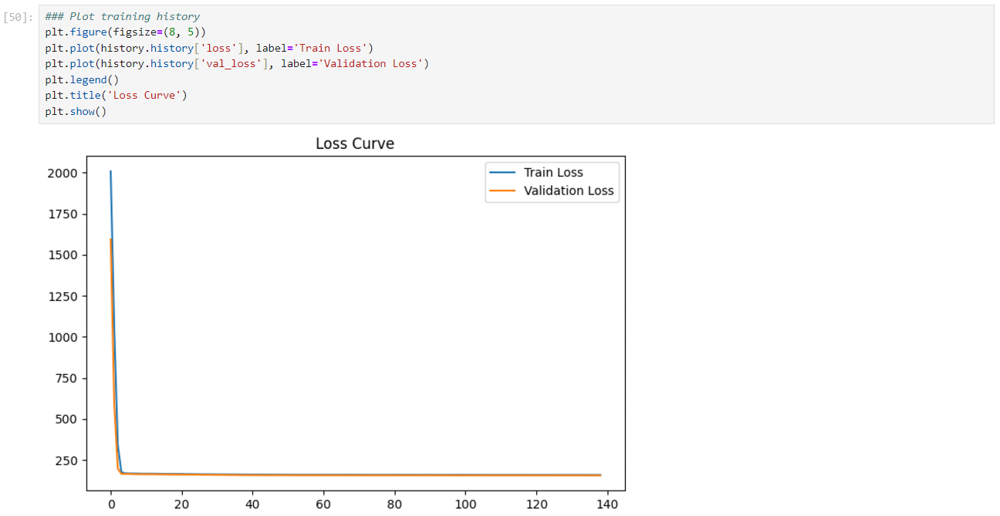 [50]: ### Plot training history
plt.figure(figsize=(8, 5))
plt.plot(history.history['loss'], label='Train Loss')
plt.plot(history.history['val_loss'], label='Validation Loss')
plt.legend()
plt.title('Loss Curve')
plt.show()
Loss Curve
Train Loss
Validation Loss
2000
1750
1500
1250
1000
750
500
250
0 20 40 60 80 100 120 140